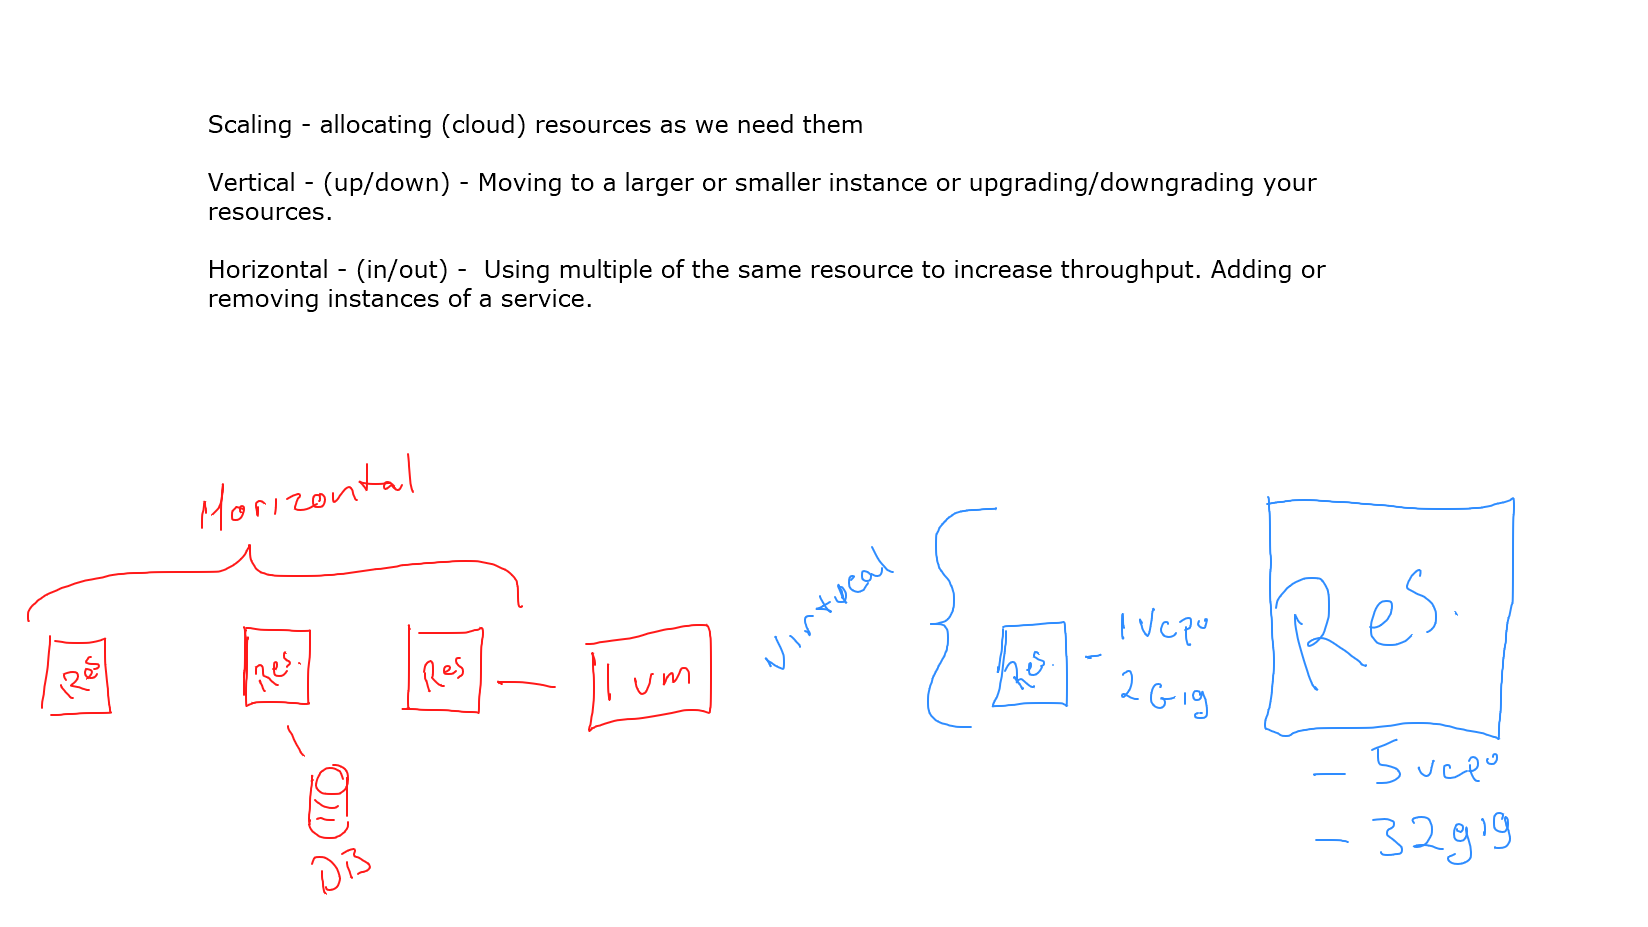 Scaling - allocating (cloud) resources as we need them
Vertical - (up/down) - Moving to a larger or smaller instance or upgrading/downgrading your
resources.
Horizontal - (in/out) -  Using multiple of the same resource to increase throughput. Adding or
removing instances of a service.
Horizontal
Res
Res.
Res
1 vm
DB
Virtical
Res.
- 1 Vcpu
2 Gig
Res.
- 5 vcpu
- 32 gig